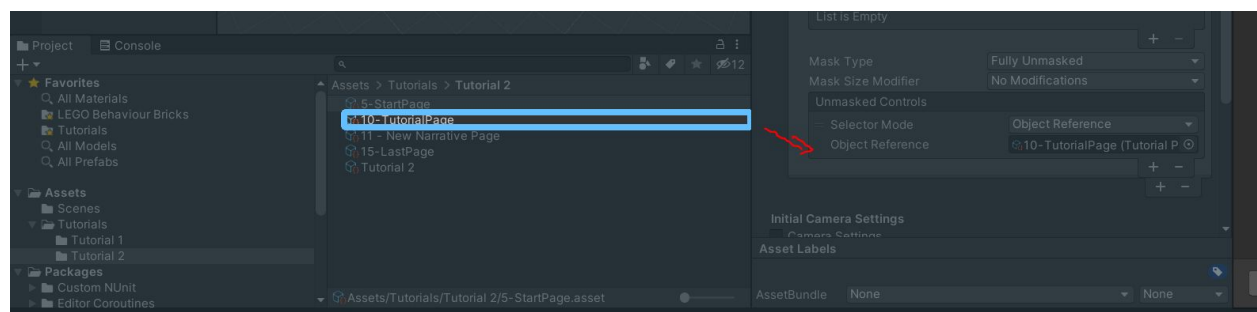 List is Empty
Project
Console
12
Favorites
All Materials
LEGO Behaviour Bricks
Tutorials
All Models
All Prefabs
Assets
Scenes
Tutorials
Tutorial 1
Tutorial 2
Packages
Custom NUnit
Editor Coroutines
Assets > Tutorials > Tutorial 2
5-StartPage
10-TutorialPage
11 - New Narrative Page
15-LastPage
Tutorial 2
Assets/Tutorials/Tutorial 2/5-StartPage.asset
Mask Type Fully Unmasked
Mask Size Modifier No Modifications
Unmasked Controls
Selector Mode Object Reference
Object Reference 10-TutorialPage (Tutorial P
Initial Camera Settings
Camera Settings
Asset Labels
AssetBundle None None